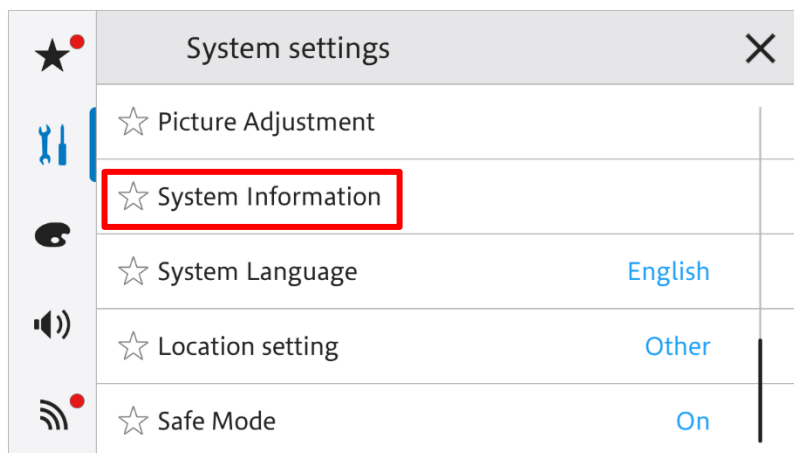 System settings
Picture Adjustment
System Information
System Language English
Location setting Other
Safe Mode On